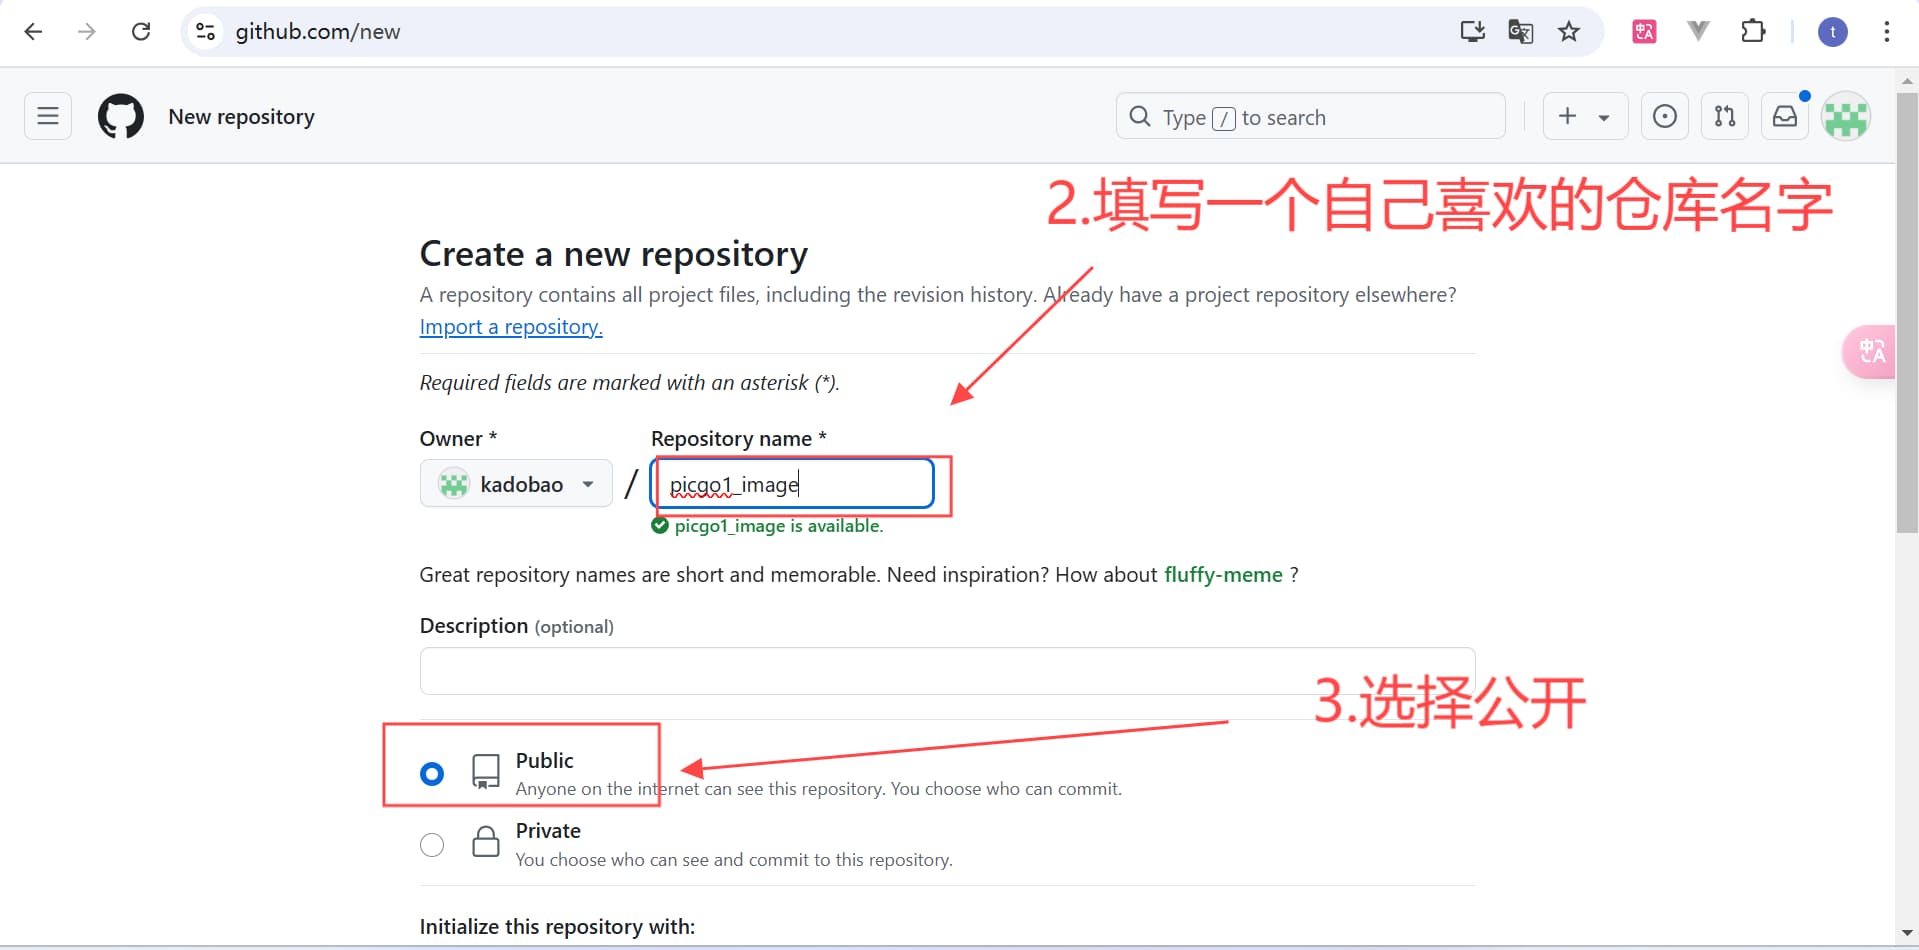 github.com/new
t
New repository
Type / to search
2.填写一个自己喜欢的仓库名字
Create a new repository
A repository contains all project files, including the revision history. Already have a project repository elsewhere?
Import a repository.
Required fields are marked with an asterisk (*).
Owner *
Repository name *
kadobao
/
picgo1_image
picgo1_image is available.
Great repository names are short and memorable. Need inspiration? How about fluffy-meme ?
Description (optional)
3.选择公开
Public
Anyone on the internet can see this repository. You choose who can commit.
Private
You choose who can see and commit to this repository.
Initialize this repository with: